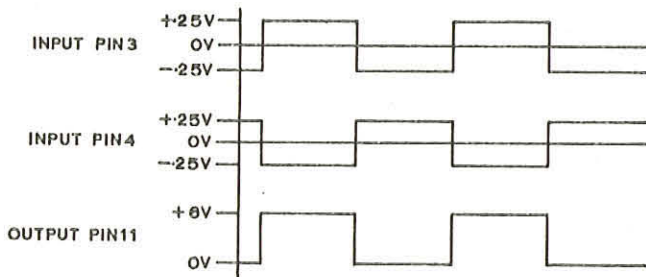 +.25V
INPUT PIN3 0V
-.25V
+.25V
INPUT PIN4 0V
-.25V
+6V
OUTPUT PIN11
0V